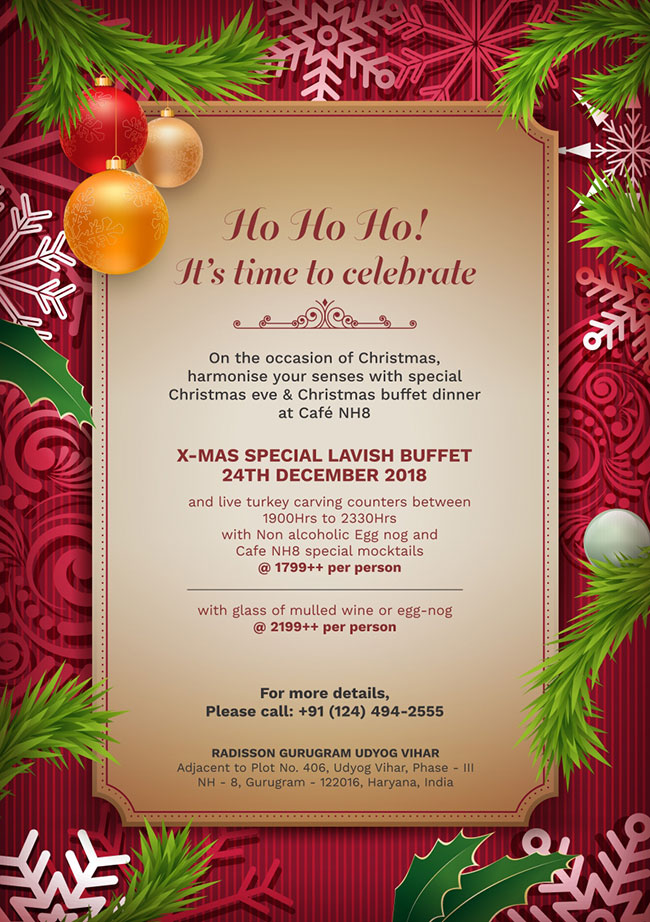 Ho Ho Ho!
It's time to celebrate
On the occasion of Christmas,
harmonise your senses with special
Christmas eve & Christmas buffet dinner
at Café NH8
X-MAS SPECIAL LAVISH BUFFET
24TH DECEMBER 2018
and live turkey carving counters between
1900Hrs to 2330Hrs
with Non alcoholic Egg nog and
Cafe NH8 special mocktails
@ 1799++ per person
with glass of mulled wine or egg-nog
@ 2199++ per person
For more details,
Please call: +91 (124) 494-2555
RADISSON GURUGRAM UDYOG VIHAR
Adjacent to Plot No. 406, Udyog Vihar, Phase - III
NH - 8, Gurugram - 122016, Haryana, India